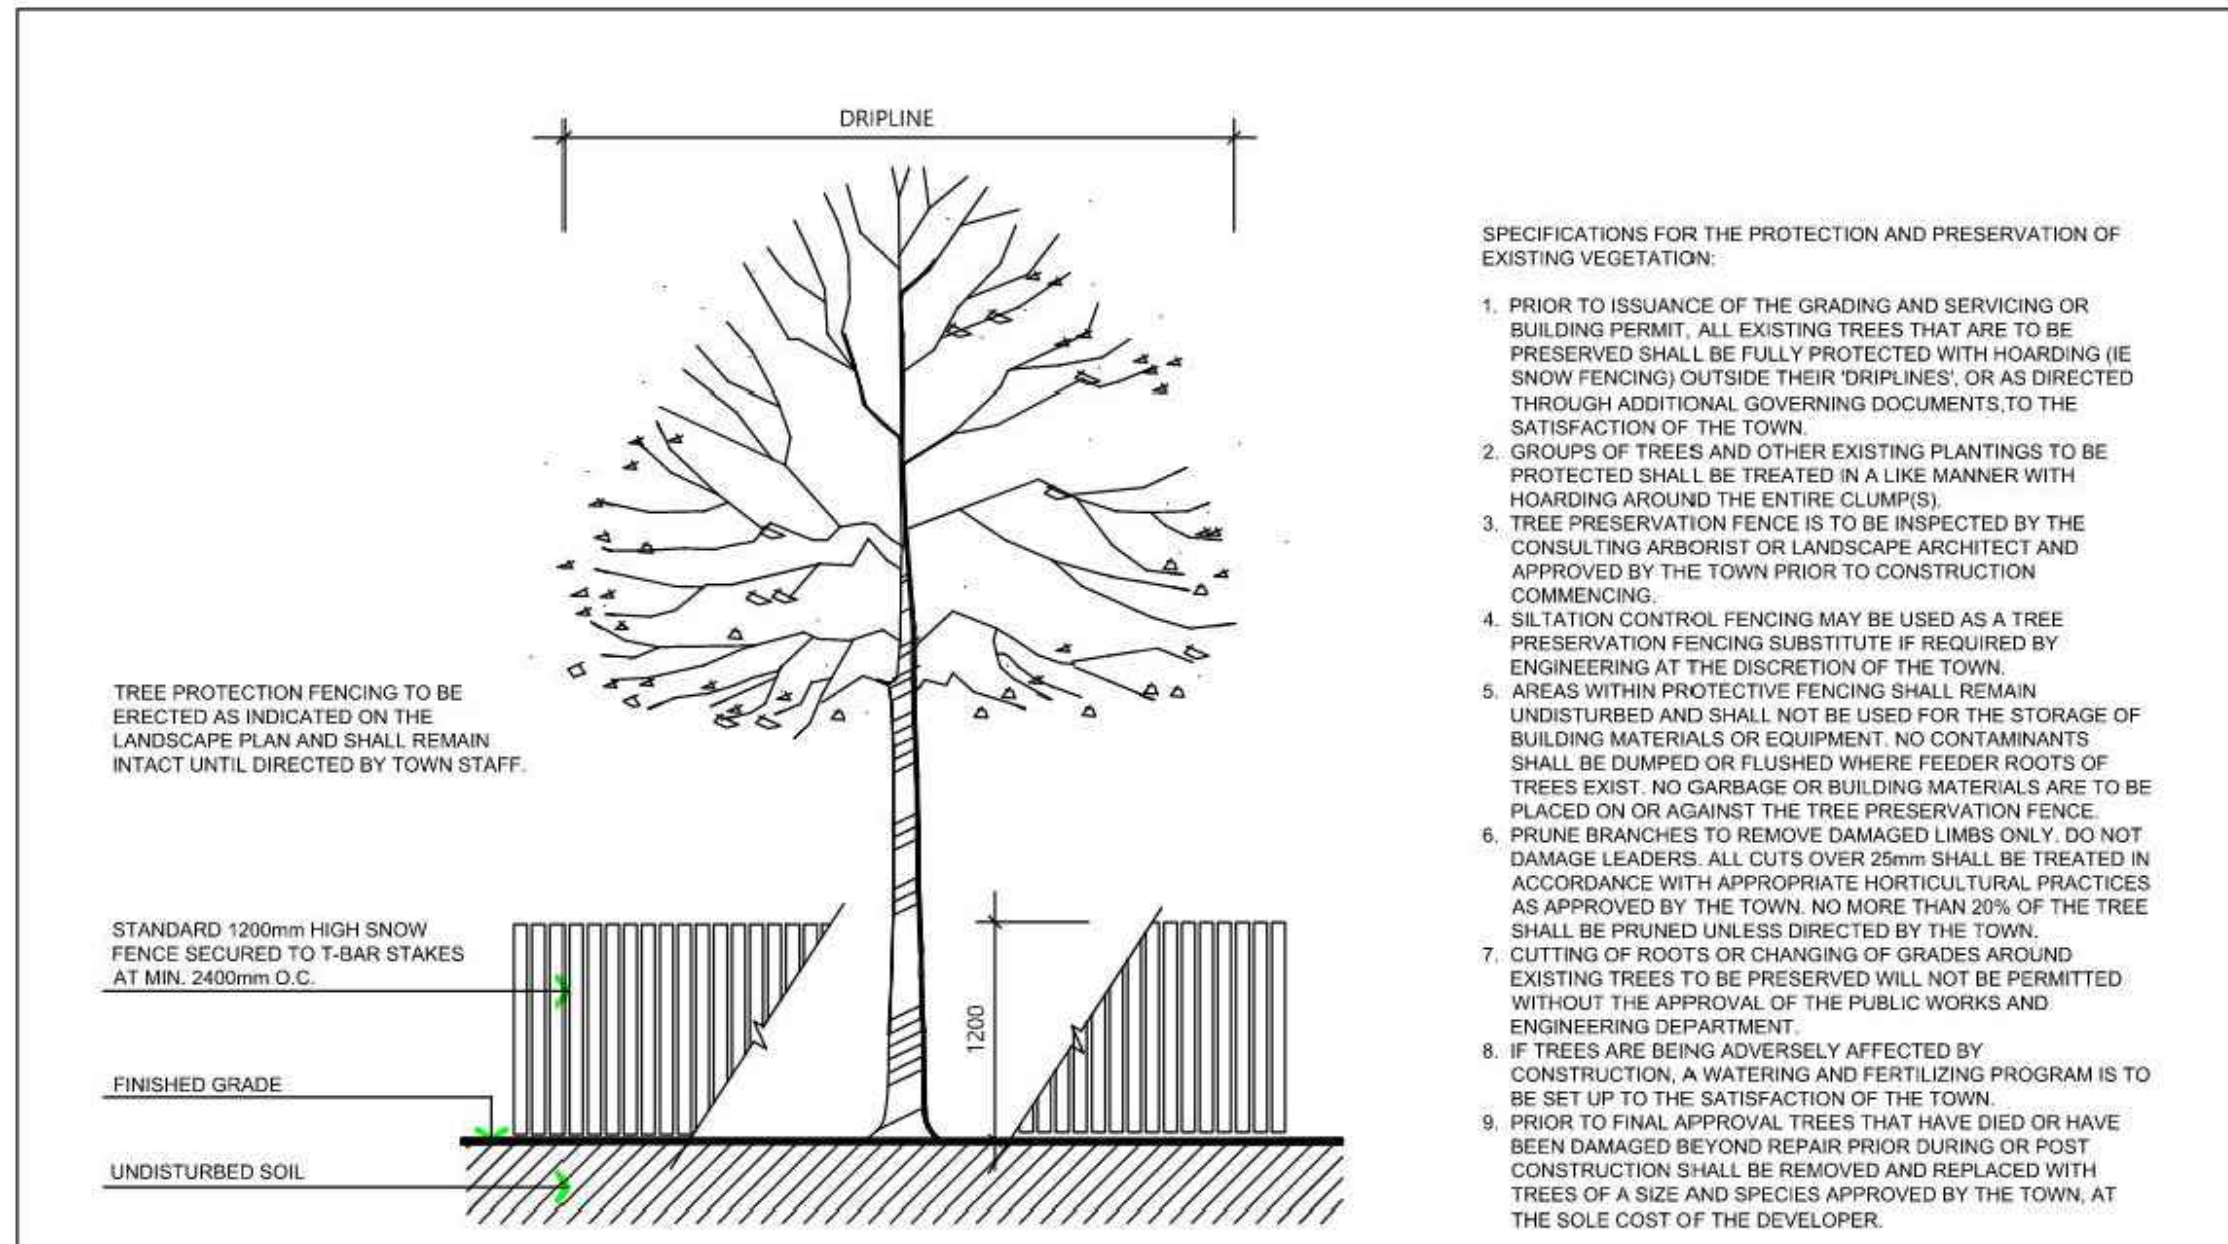 DRIPLINE
SPECIFICATIONS FOR THE PROTECTION AND PRESERVATION OF
EXISTING VEGETATION:
1. PRIOR TO ISSUANCE OF THE GRADING AND SERVICING OR
BUILDING PERMIT, ALL EXISTING TREES THAT ARE TO BE
PRESERVED SHALL BE FULLY PROTECTED WITH HOARDING (IE
SNOW FENCING) OUTSIDE THEIR 'DRIPLINES', OR AS DIRECTED
THROUGH ADDITIONAL GOVERNING DOCUMENTS,TO THE
SATISFACTION OF THE TOWN.
2. GROUPS OF TREES AND OTHER EXISTING PLANTINGS TO BE
PROTECTED SHALL BE TREATED IN A LIKE MANNER WITH
HOARDING AROUND THE ENTIRE CLUMP(S).
3. TREE PRESERVATION FENCE IS TO BE INSPECTED BY THE
CONSULTING ARBORIST OR LANDSCAPE ARCHITECT AND
APPROVED BY THE TOWN PRIOR TO CONSTRUCTION
COMMENCING.
4. SILTATION CONTROL FENCING MAY BE USED AS A TREE
PRESERVATION FENCING SUBSTITUTE IF REQUIRED BY
ENGINEERING AT THE DISCRETION OF THE TOWN.
5. AREAS WITHIN PROTECTIVE FENCING SHALL REMAIN
UNDISTURBED AND SHALL NOT BE USED FOR THE STORAGE OF
BUILDING MATERIALS OR EQUIPMENT. NO CONTAMINANTS
SHALL BE DUMPED OR FLUSHED WHERE FEEDER ROOTS OF
TREES EXIST. NO GARBAGE OR BUILDING MATERIALS ARE TO BE
PLACED ON OR AGAINST THE TREE PRESERVATION FENCE.
6. PRUNE BRANCHES TO REMOVE DAMAGED LIMBS ONLY. DO NOT
DAMAGE LEADERS. ALL CUTS OVER 25mm SHALL BE TREATED IN
ACCORDANCE WITH APPROPRIATE HORTICULTURAL PRACTICES
AS APPROVED BY THE TOWN. NO MORE THAN 20% OF THE TREE
SHALL BE PRUNED UNLESS DIRECTED BY THE TOWN.
7. CUTTING OF ROOTS OR CHANGING OF GRADES AROUND
EXISTING TREES TO BE PRESERVED WILL NOT BE PERMITTED
WITHOUT THE APPROVAL OF THE PUBLIC WORKS AND
ENGINEERING DEPARTMENT.
8. IF TREES ARE BEING ADVERSELY AFFECTED BY
CONSTRUCTION, A WATERING AND FERTILIZING PROGRAM IS TO
BE SET UP TO THE SATISFACTION OF THE TOWN.
9. PRIOR TO FINAL APPROVAL TREES THAT HAVE DIED OR HAVE
BEEN DAMAGED BEYOND REPAIR PRIOR DURING OR POST
CONSTRUCTION SHALL BE REMOVED AND REPLACED WITH
TREES OF A SIZE AND SPECIES APPROVED BY THE TOWN, AT
THE SOLE COST OF THE DEVELOPER.
TREE PROTECTION FENCING TO BE
ERECTED AS INDICATED ON THE
LANDSCAPE PLAN AND SHALL REMAIN
INTACT UNTIL DIRECTED BY TOWN STAFF.
STANDARD 1200mm HIGH SNOW
FENCE SECURED TO T-BAR STAKES
AT MIN. 2400mm O.C.
1200
FINISHED GRADE
UNDISTURBED SOIL